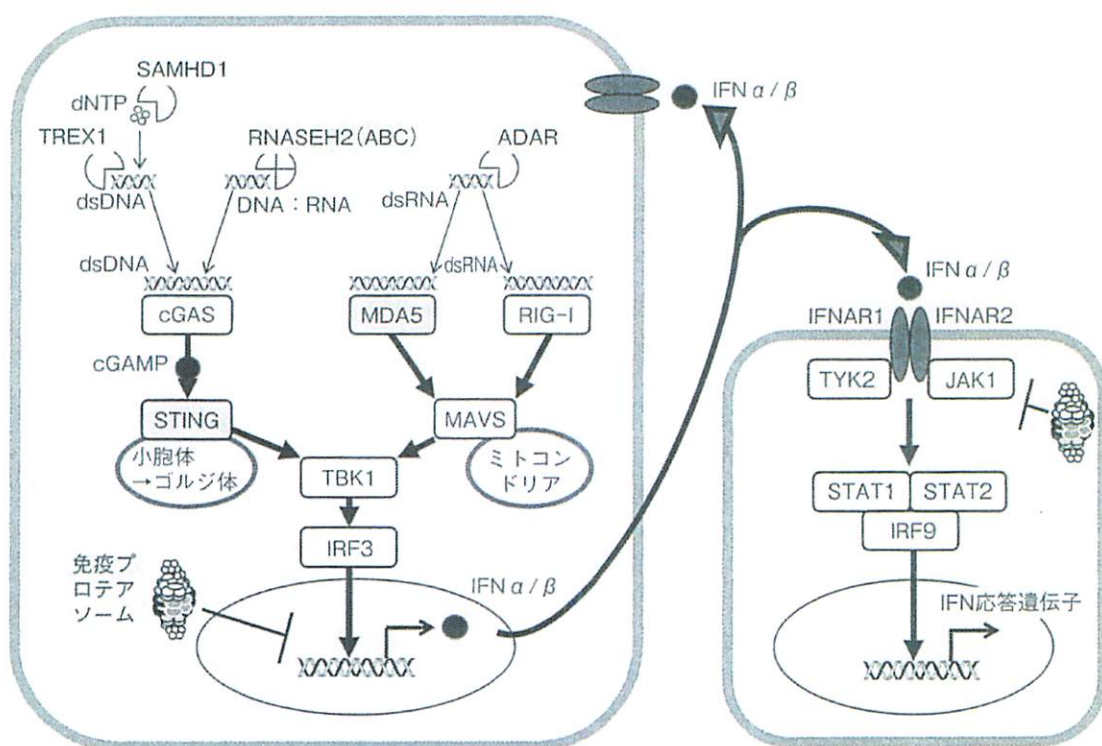 SAMHD1
dNTP
TREX1
dsDNA
RNASEH2(ABC)
DNA:RNA
ADAR
dsRNA
dsDNA
dsRNA
cGAS
MDA5
RIG-I
cGAMP
STING
小胞体
→ゴルジ体
MAVS
ミトコン
ドリア
TBK1
IRF3
免疫プ
ロテア
ソーム
IFN α / β
IFN α / β
IFN α / β
IFNAR1
IFNAR2
TYK2
JAK1
STAT1
STAT2
IRF9
IFN応答遺伝子